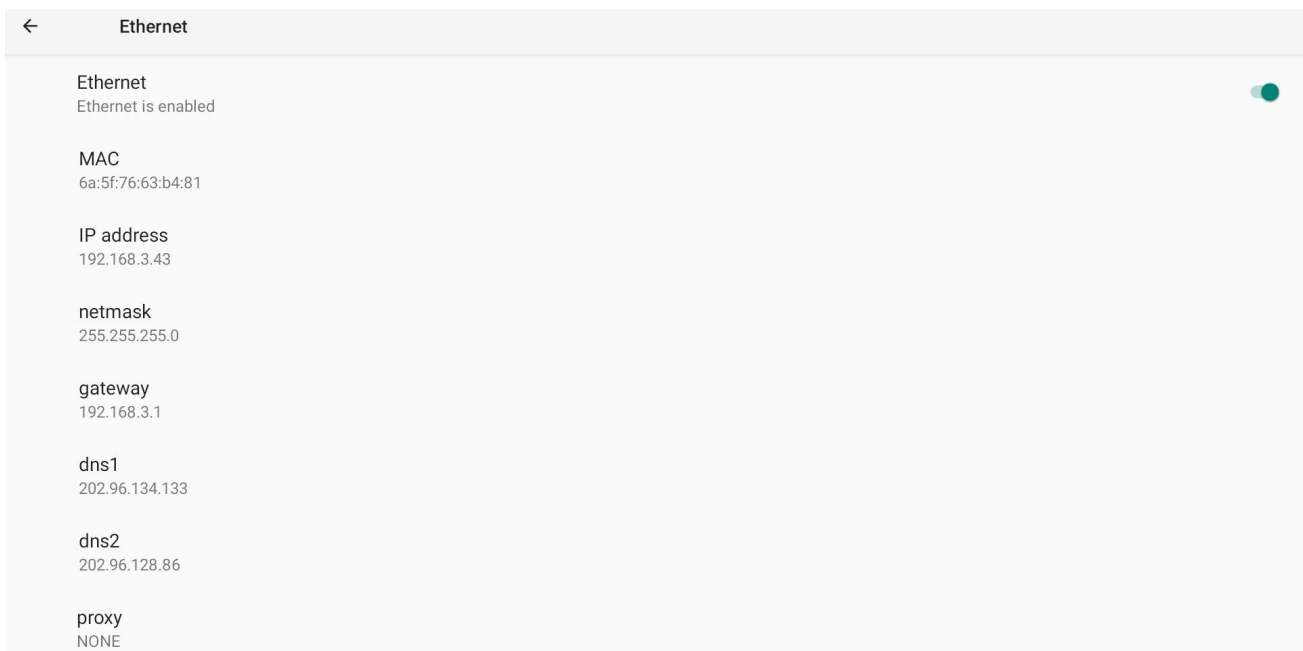 Ethernet
Ethernet
Ethernet is enabled
MAC
6a:5f:76:63:b4:81
IP address
192.168.3.43
netmask
255.255.255.0
gateway
192.168.3.1
dns1
202.96.134.133
dns2
202.96.128.86
proxy
NONE